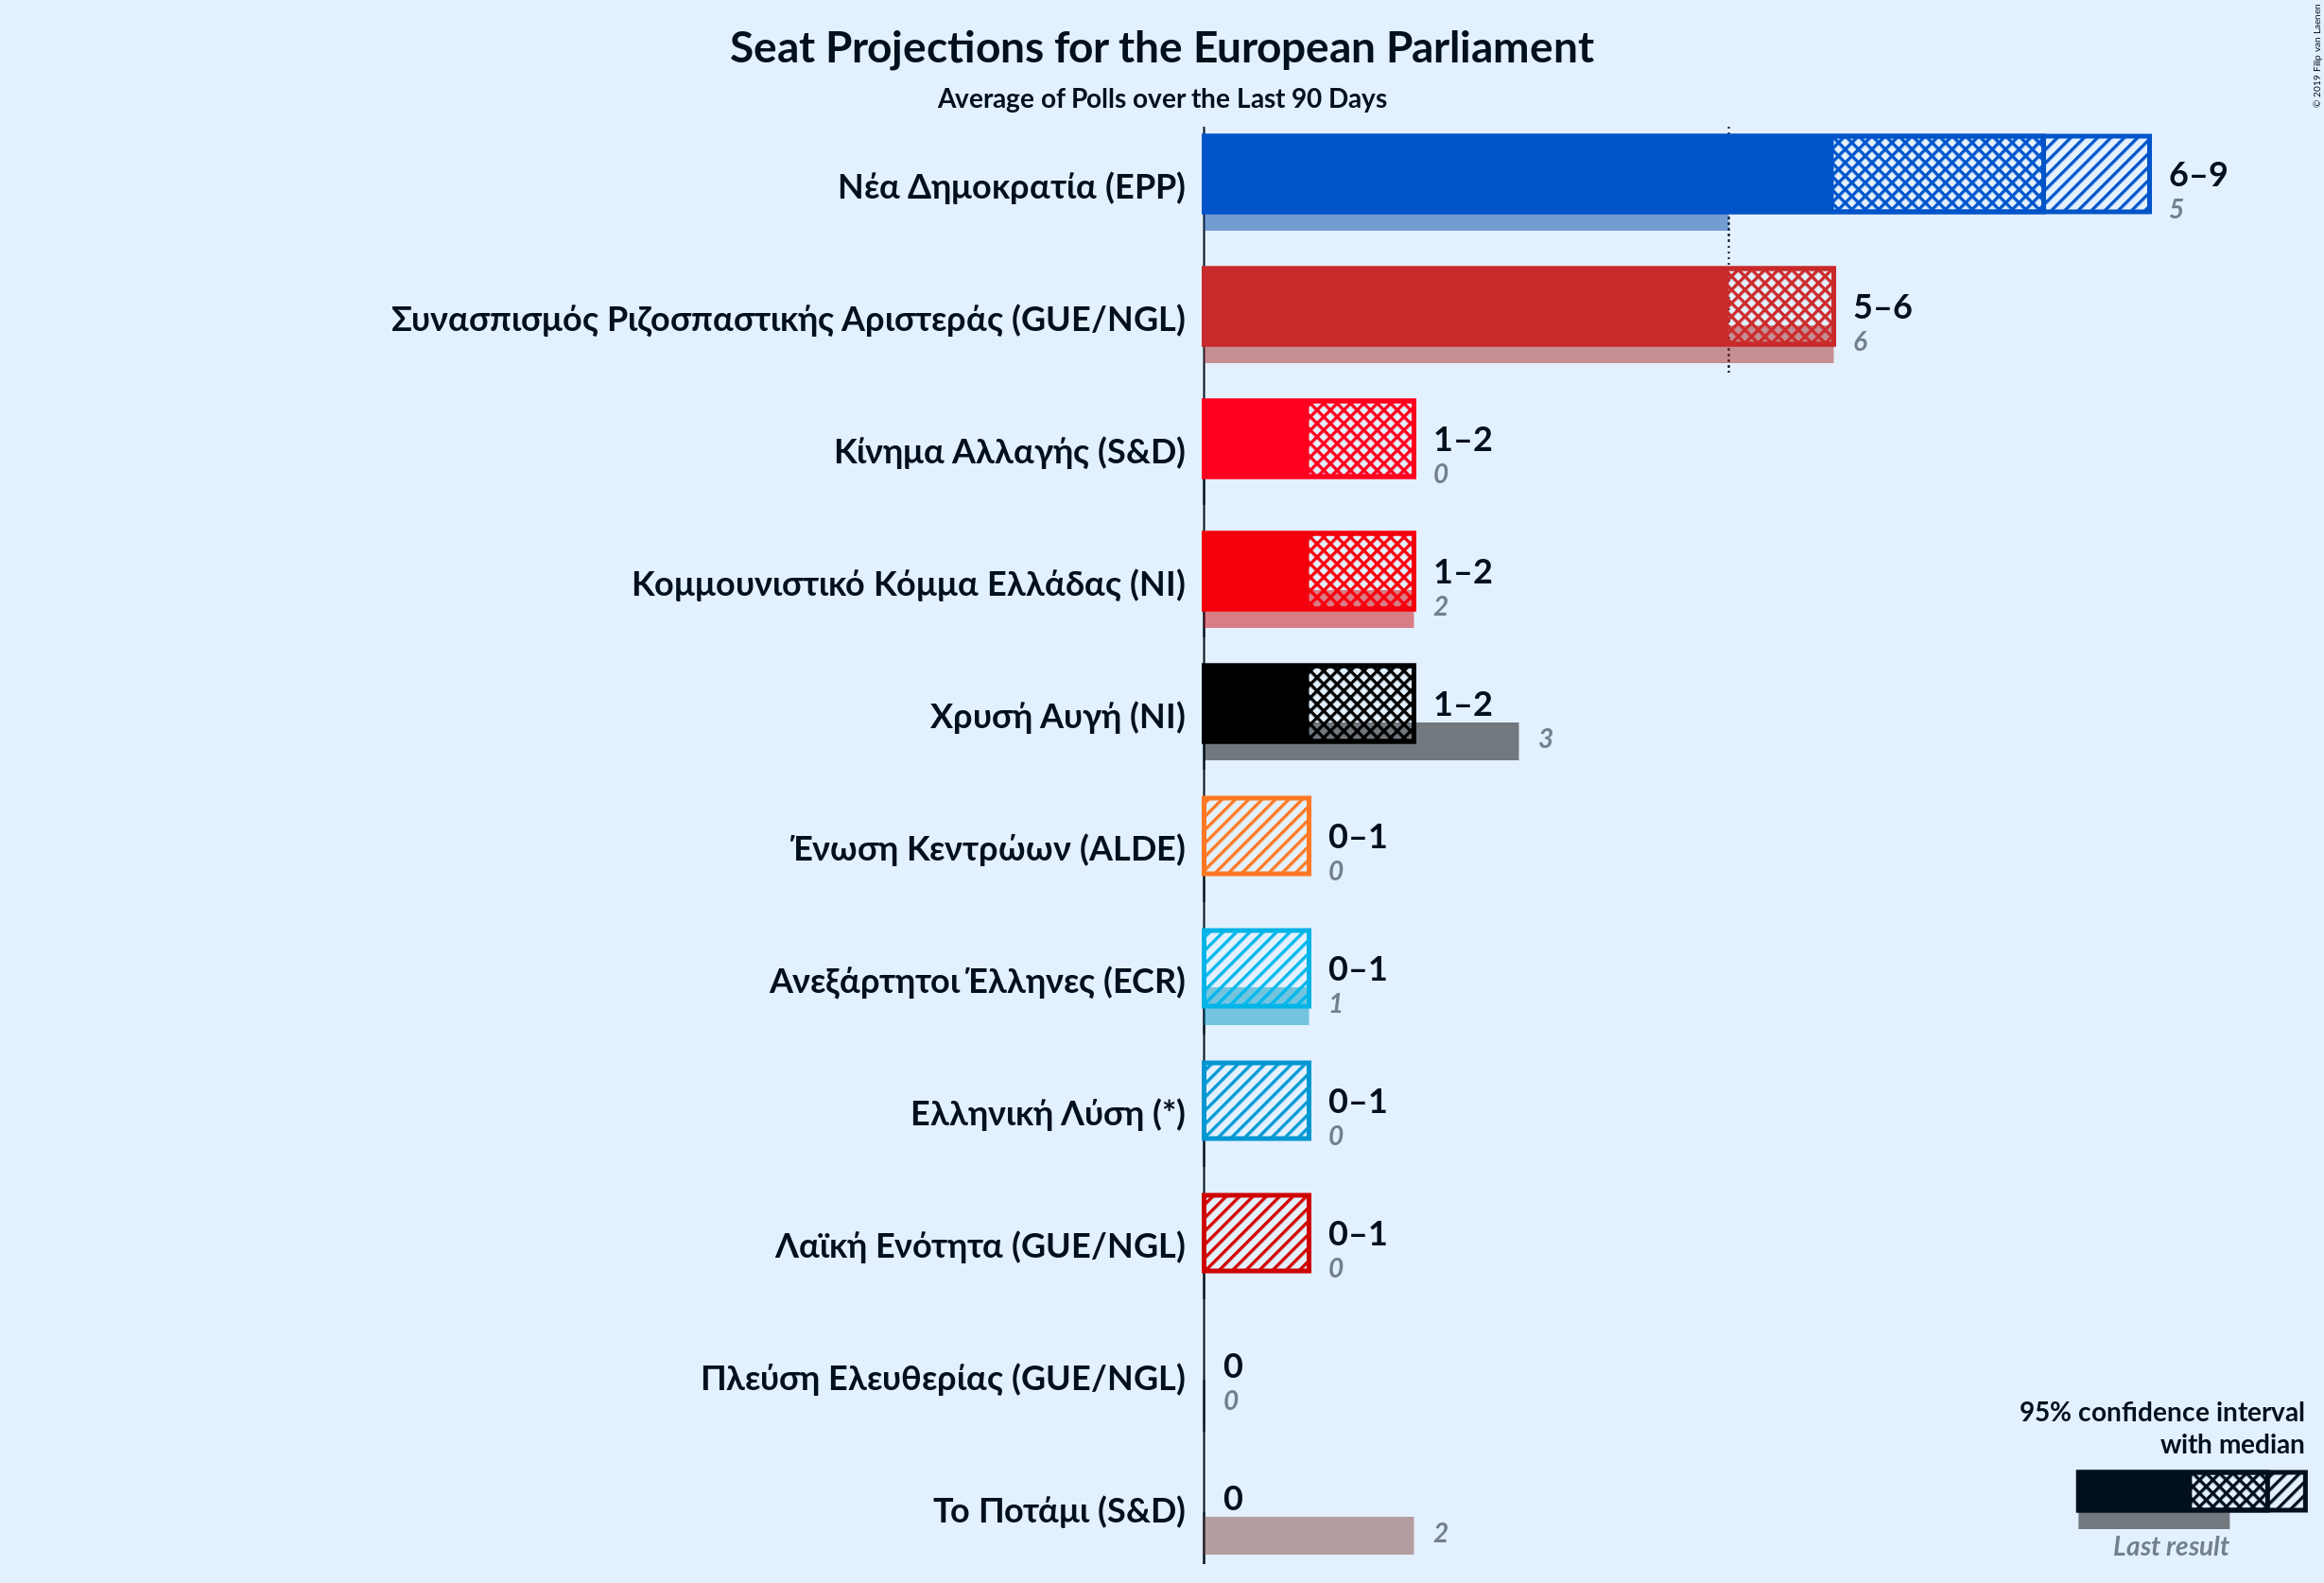 © 2019 Filip van Laenen
Seat Projections for the European Parliament
Average of Polls over the Last 90 Days
Νέα Δημοκρατία (EPP)
6–9
5
Συνασπισμός Ριζοσπαστικής Αριστεράς (GUE/NGL)
5–6
6
Κίνημα Αλλαγής (S&D)
1–2
0
Κομμουνιστικό Κόμμα Ελλάδας (NI)
1–2
2
Χρυσή Αυγή (NI)
1–2
3
Ένωση Κεντρώων (ALDE)
0–1
0
Ανεξάρτητοι Έλληνες (ECR)
0–1
1
Ελληνική Λύση (*)
0–1
0
Λαϊκή Ενότητα (GUE/NGL)
0–1
0
Πλεύση Ελευθερίας (GUE/NGL)
0
0
Το Ποτάμι (S&D)
0
2
95% confidence interval
with median
Last result